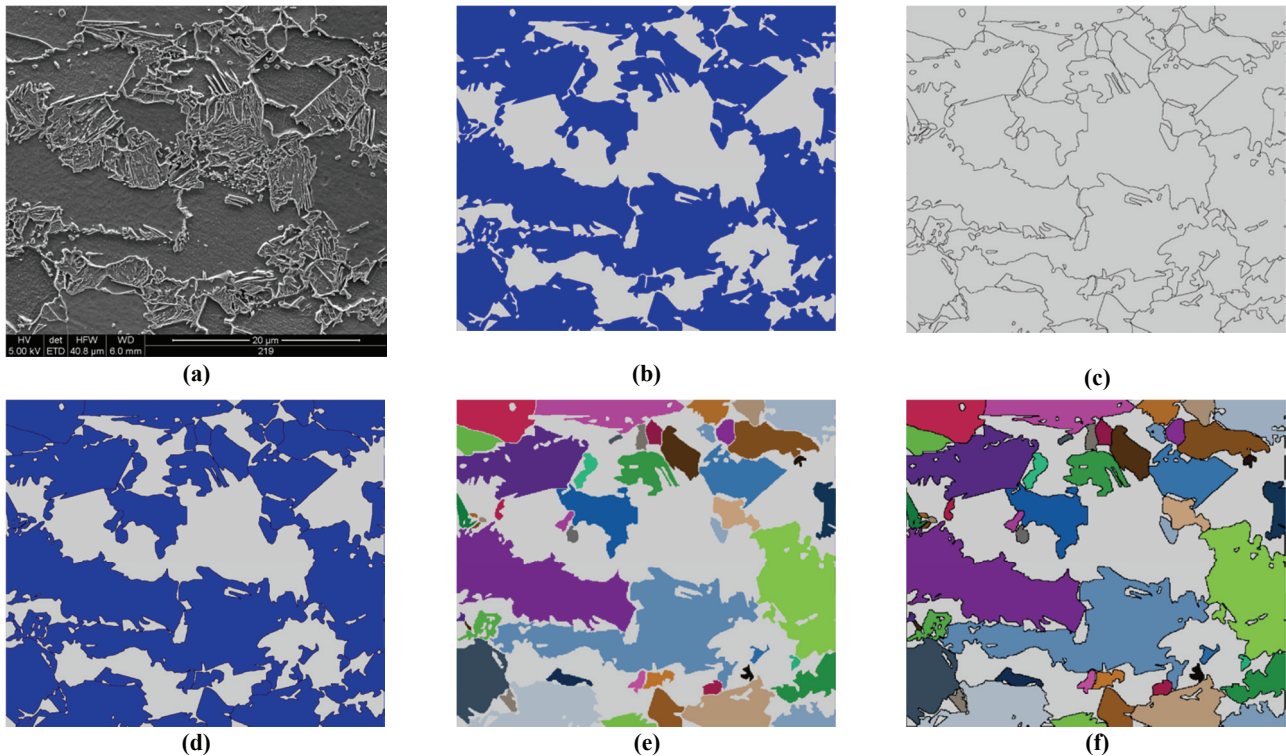 HV det HFW WD 20 µm
5.00 kV ETD 40.8 µm 6.0 mm 219
(a)
(b)
(c)
(d)
(e)
(f)